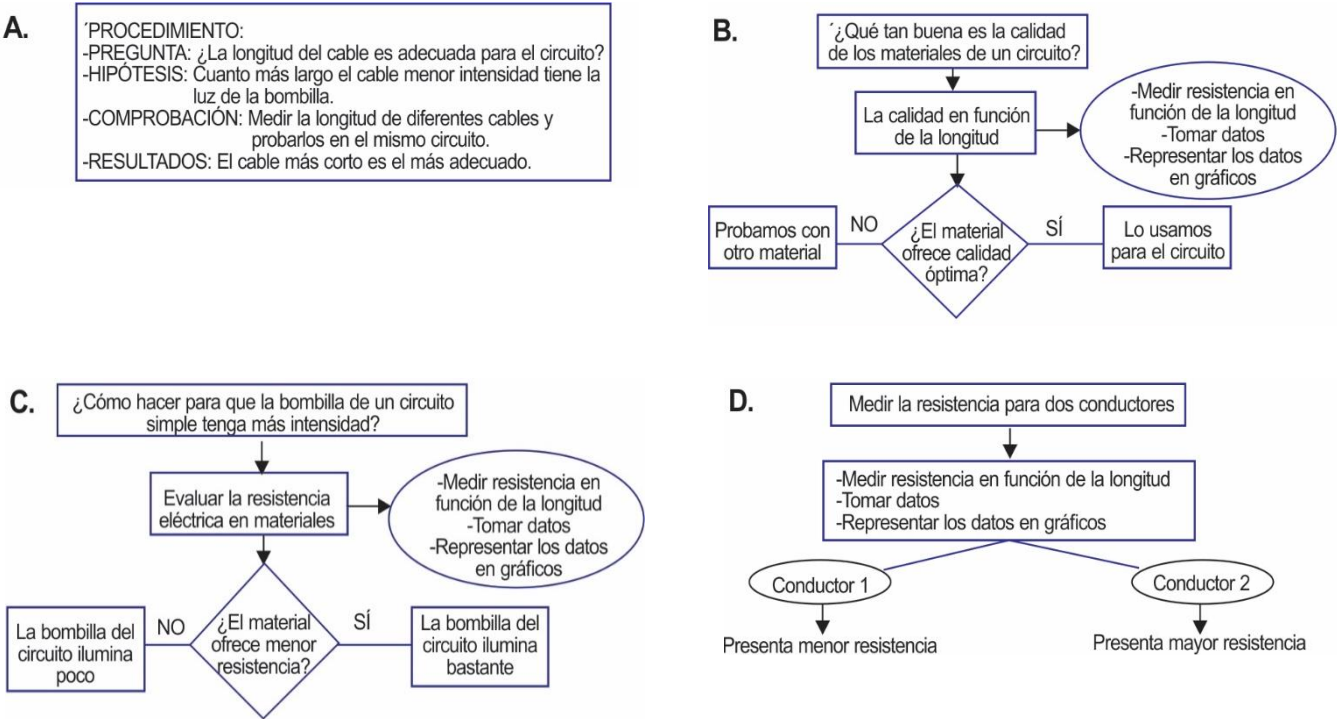 A.
´PROCEDIMIENTO:
-PREGUNTA: ¿La longitud del cable es adecuada para el circuito?
-HIPÓTESIS: Cuanto más largo el cable menor intensidad tiene la
luz de la bombilla.
-COMPROBACIÓN: Medir la longitud de diferentes cables y
probarlos en el mismo circuito.
-RESULTADOS: El cable más corto es el más adecuado.
B.
´¿Qué tan buena es la calidad
de los materiales de un circuito?
La calidad en función
de la longitud
-Medir resistencia en
función de la longitud
-Tomar datos
-Representar los datos
en gráficos
Probamos con
otro material
NO
¿El material
ofrece calidad
óptima?
SÍ
Lo usamos
para el circuito
C.
¿Cómo hacer para que la bombilla de un circuito
simple tenga más intensidad?
Evaluar la resistencia
eléctrica en materiales
-Medir resistencia en
función de la longitud
-Tomar datos
-Representar los datos
en gráficos
La bombilla del
circuito ilumina
poco
NO
¿El material
ofrece menor
resistencia?
SÍ
La bombilla del
circuito ilumina
bastante
D.
Medir la resistencia para dos conductores
-Medir resistencia en función de la longitud
-Tomar datos
-Representar los datos en gráficos
Conductor 1
Conductor 2
Presenta menor resistencia
Presenta mayor resistencia